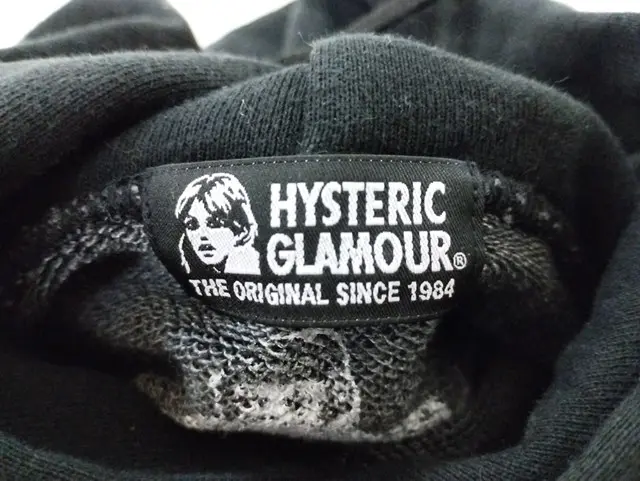 HYSTERIC
GLAMOUR®
THE ORIGINAL SINCE 1984